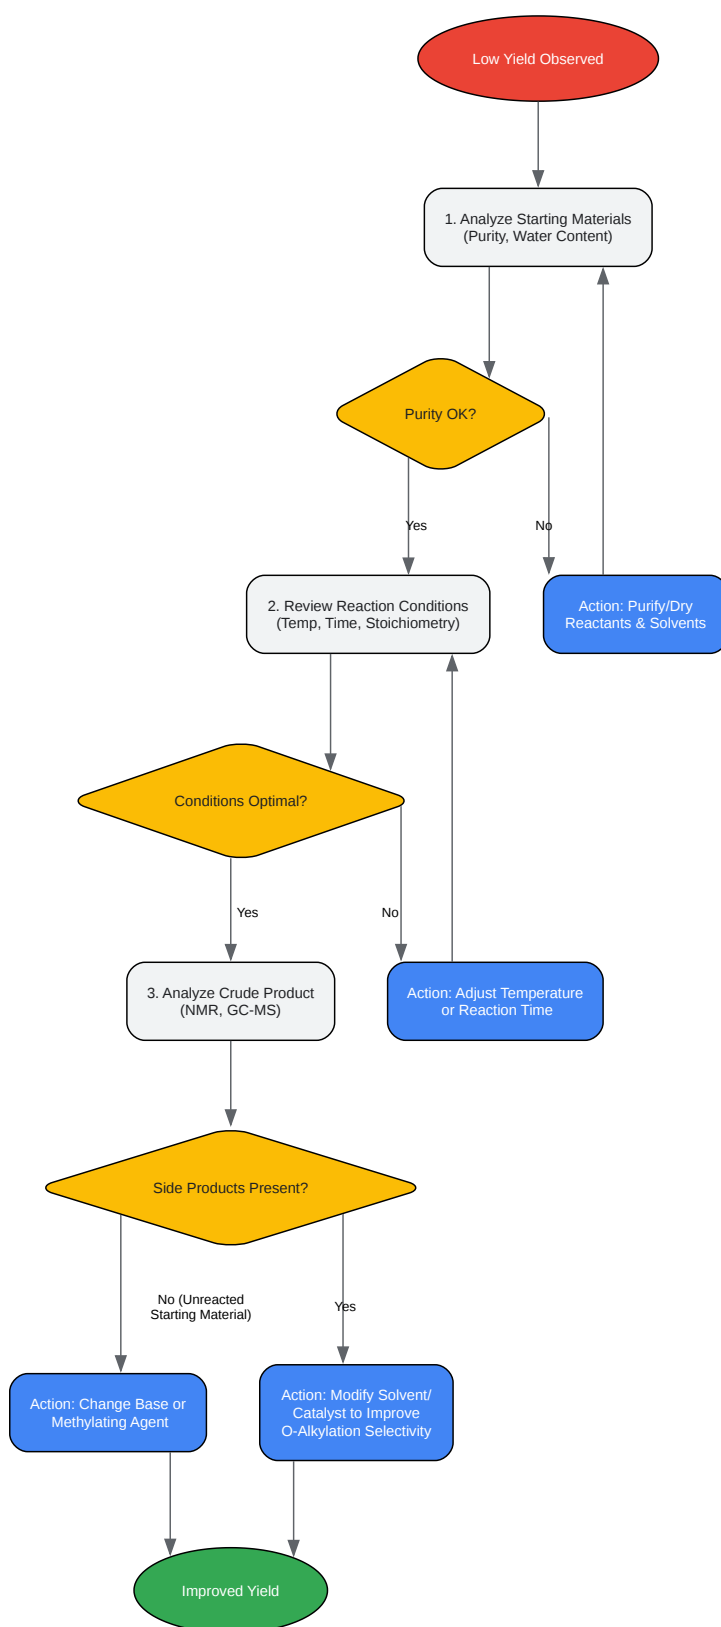 Low Yield Observed
1. Analyze Starting Materials
(Purity, Water Content)
Purity OK?
Yes
No
2. Review Reaction Conditions
(Temp, Time, Stoichiometry)
Action: Purify/Dry
Reactants & Solvents
Conditions Optimal?
Yes
No
3. Analyze Crude Product
(NMR, GC-MS)
Action: Adjust Temperature
or Reaction Time
Side Products Present?
No (Unreacted
Starting Material)
Yes
Action: Change Base or
Methylating Agent
Action: Modify Solvent/
Catalyst to Improve
O-Alkylation Selectivity
Improved Yield